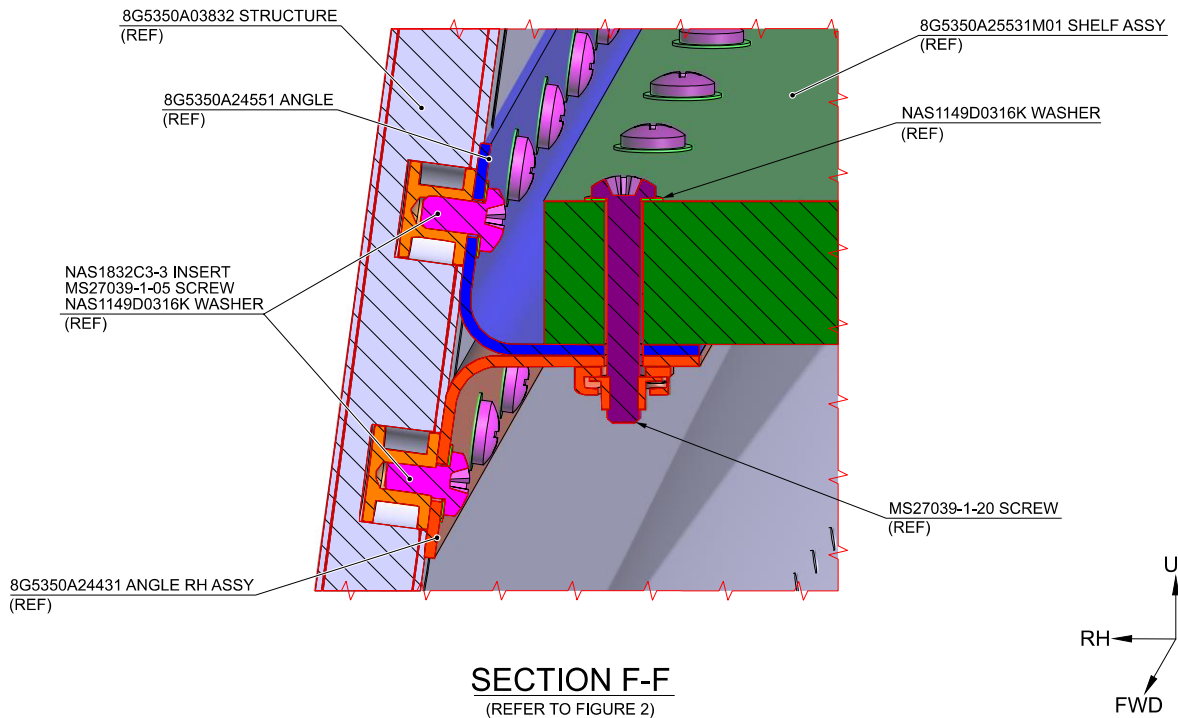 8G5350A03832 STRUCTURE
(REF)
8G5350A25531M01 SHELF ASSY
(REF)
8G5350A24551 ANGLE
(REF)
NAS1149D0316K WASHER
(REF)
NAS1832C3-3 INSERT
MS27039-1-05 SCREW
NAS1149D0316K WASHER
(REF)
MS27039-1-20 SCREW
(REF)
8G5350A24431 ANGLE RH ASSY
(REF)
U
RH
FWD
SECTION F-F
(REFER TO FIGURE 2)